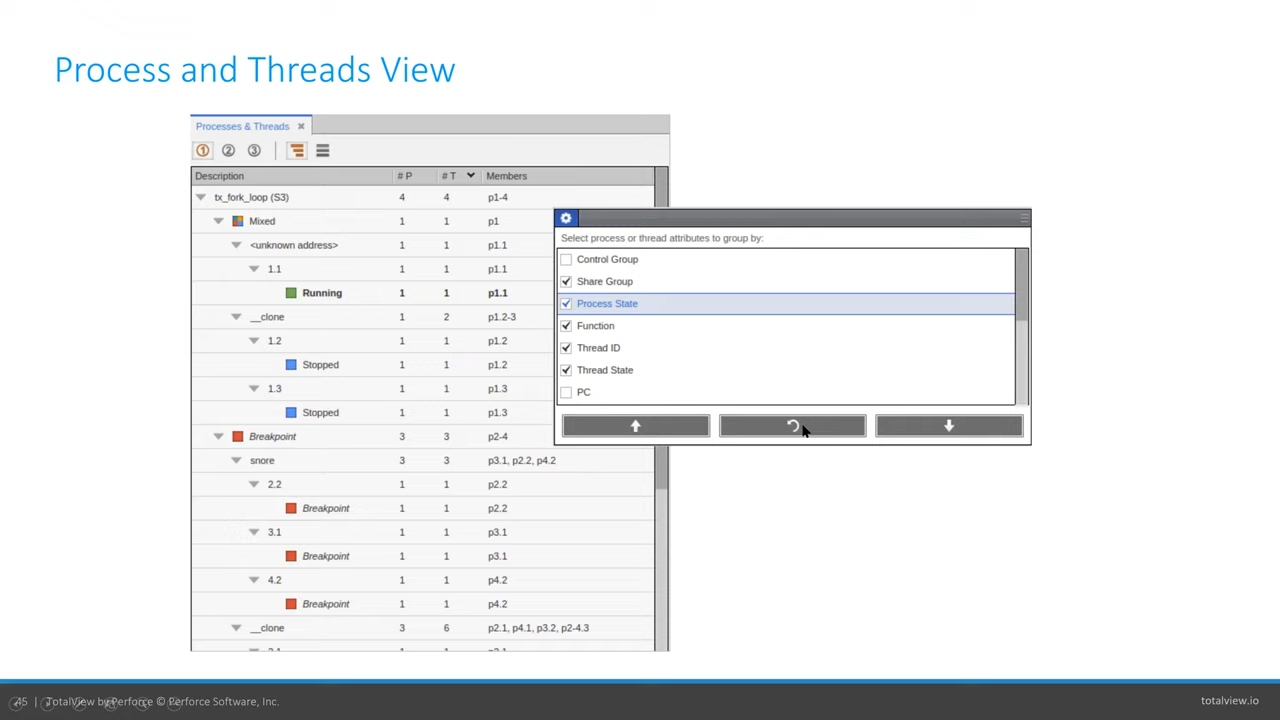 Process and Threads View
Processes & Threads
1 2 3
Description # P # T Members
tx_fork_loop (S3) 4 4 p1-4
Mixed 1 1 p1
<unknown address> 1 1 p1.1
1.1 1 1 p1.1
Running 1 1 p1.1
__clone 1 2 p1.2-3
1.2 1 1 p1.2
Stopped 1 1 p1.2
1.3 1 1 p1.3
Stopped 1 1 p1.3
Breakpoint 3 3 p2-4
snore 3 3 p3.1, p2.2, p4.2
2.2 1 1 p2.2
Breakpoint 1 1 p2.2
3.1 1 1 p3.1
Breakpoint 1 1 p3.1
4.2 1 1 p4.2
Breakpoint 1 1 p4.2
__clone 3 6 p2.1, p4.1, p3.2, p2-4.3
Select process or thread attributes to group by:
Control Group
Share Group
Process State
Function
Thread ID
Thread State
PC
45 | TotalView by Perforce © Perforce Software, Inc.
totalview.io